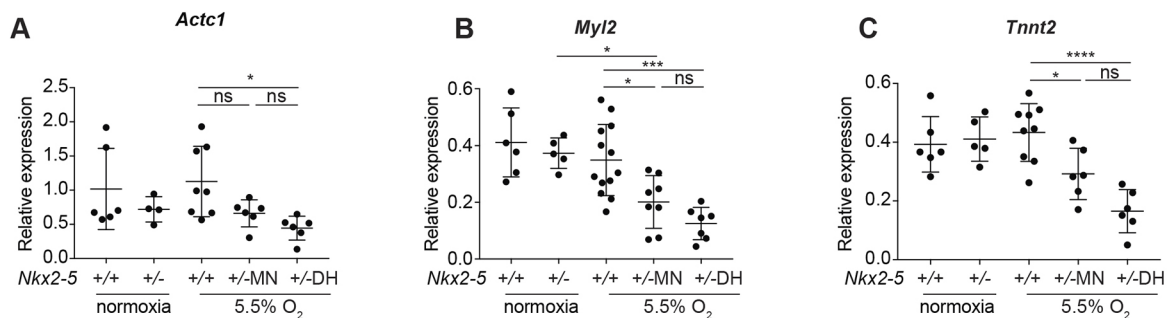 A
Actc1
Relative expression
2.5
2.0
1.5
1.0
0.5
0.0
*
ns ns
Nkx2-5 +/+ +/- +/+ +/-MN +/-DH
normoxia 5.5% O2
B
Myl2
Relative expression
0.6
0.4
0.2
0.0
*
***
* ns
Nkx2-5 +/+ +/- +/+ +/-MN +/-DH
normoxia 5.5% O2
C
Tnnt2
Relative expression
0.6
0.4
0.2
0.0
****
* ns
Nkx2-5 +/+ +/- +/+ +/-MN +/-DH
normoxia 5.5% O2